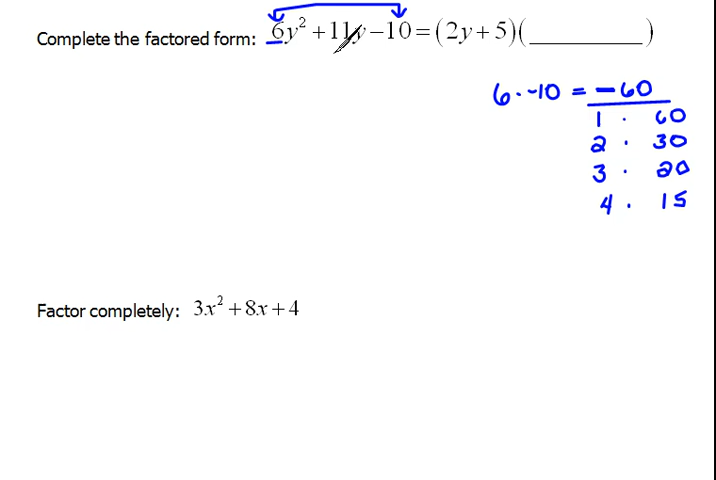 Complete the factored form: 6y² + 11y − 10 = (2y + 5)(__________)
6 · -10 = -60
1 · 60
2 · 30
3 · 20
4 · 15
Factor completely: 3x² + 8x + 4